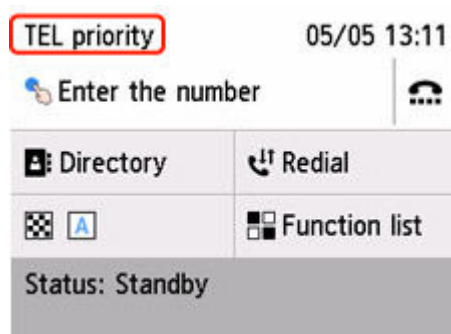 TEL priority 05/05 13:11
Enter the number
Directory Redial
A Function list
Status: Standby